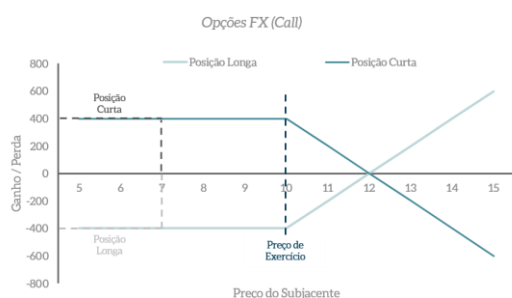 Opções FX (Call)
Posição Longa
Posição Curta
800
600
400
200
0
-200
-400
-600
-800
Ganho / Perda
Posição
Curta
5 6 7 8 9 10 11 12 13 14 15
Posição
Longa
Preço de
Exercício
Preço do Subjacente